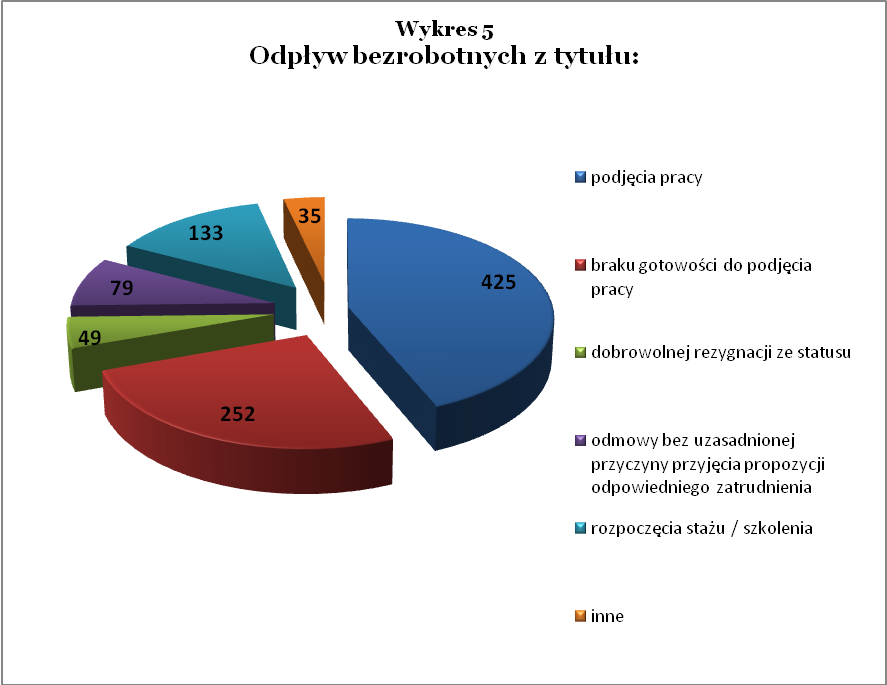 Wykres 5
Odpływ bezrobotnych z tytułu:
35
133
425
79
49
252
podjęcia pracy
braku gotowości do podjęcia
pracy
dobrowolnej rezygnacji ze statusu
odmowy bez uzasadnionej
przyczyny przyjęcia propozycji
odpowiedniego zatrudnienia
rozpoczęcia stażu / szkolenia
inne